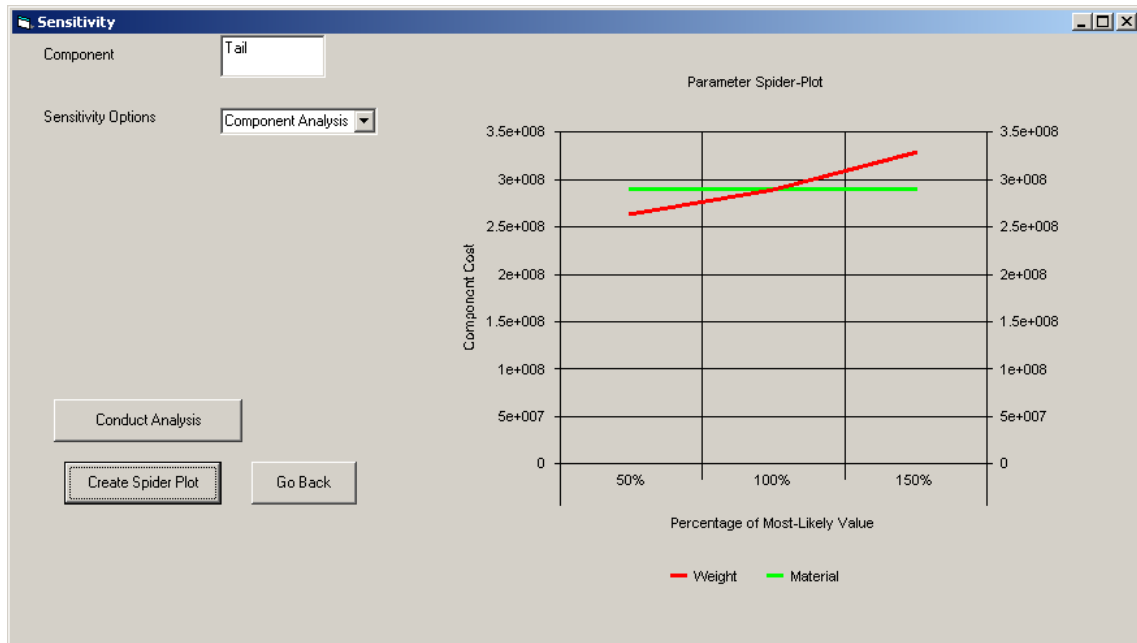 Sensitivity
Component
Tail
Sensitivity Options
Component Analysis
Conduct Analysis
Create Spider Plot
Go Back
Parameter Spider-Plot
3.5e+008
3e+008
2.5e+008
2e+008
1.5e+008
1e+008
5e+007
0
Component Cost
3.5e+008
3e+008
2.5e+008
2e+008
1.5e+008
1e+008
5e+007
0
50% 100% 150%
Percentage of Most-Likely Value
Weight Material